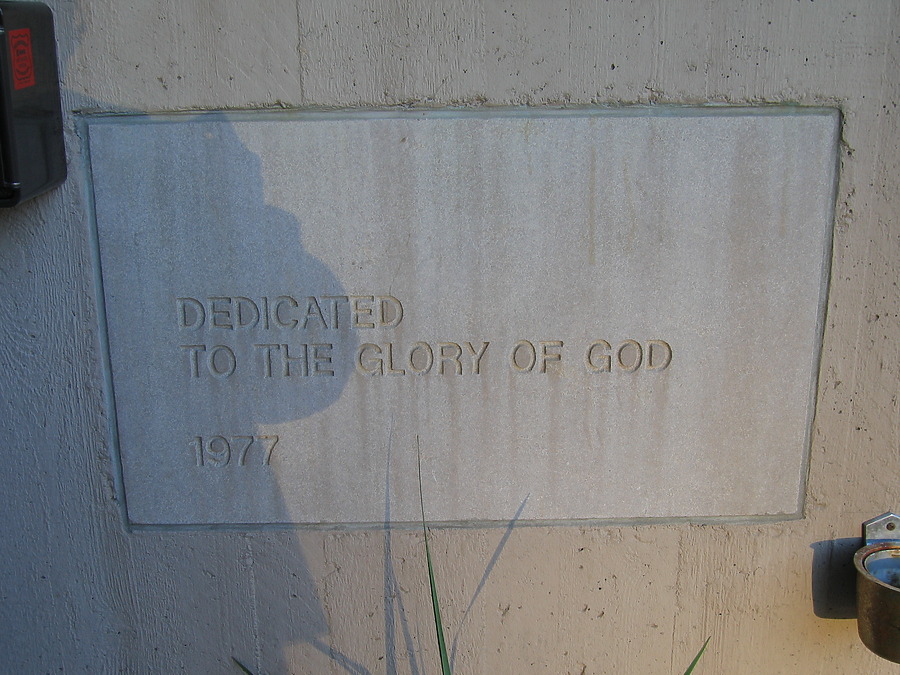 DEDICATED
TO THE GLORY OF GOD
1977